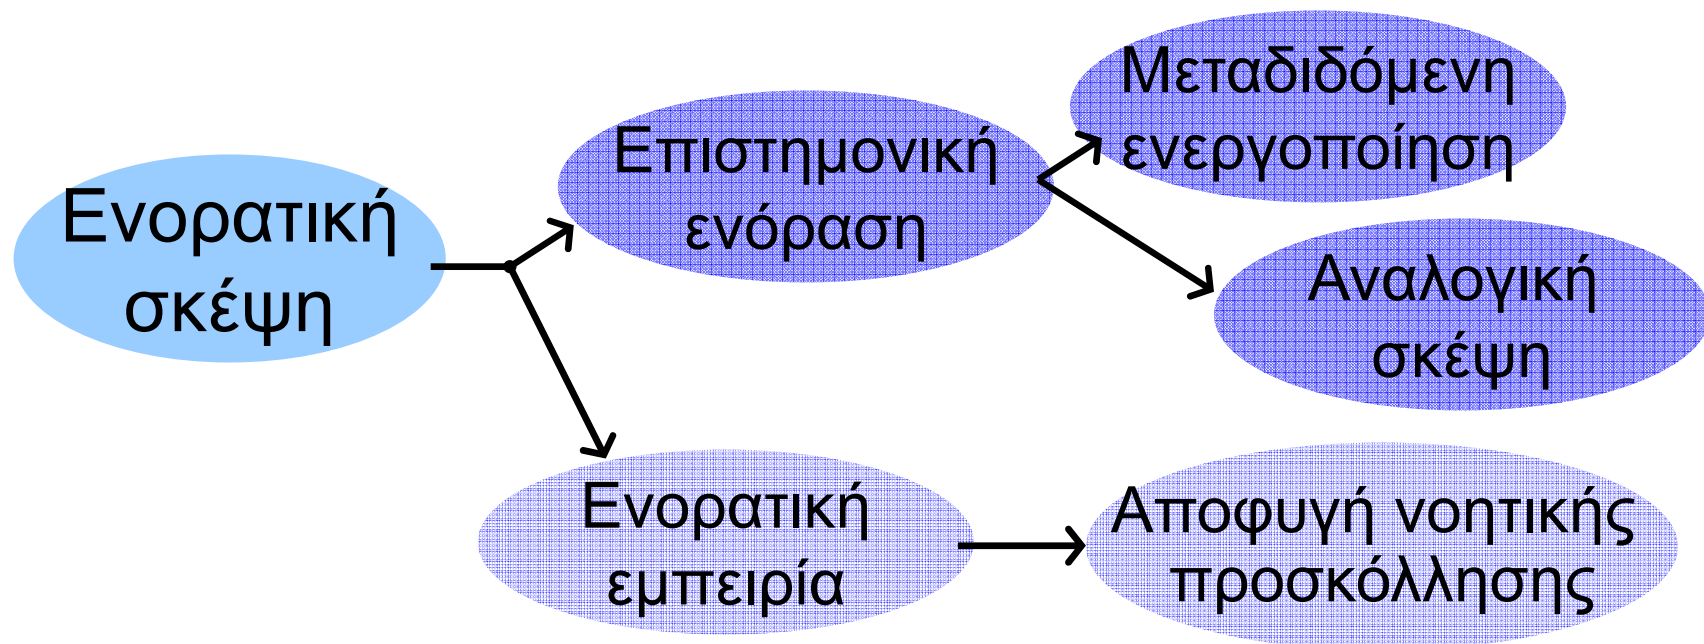 Ενορατική
σκέψη
Επιστημονική
ενόραση
Μεταδιδόμενη
ενεργοποίηση
Αναλογική
σκέψη
Ενορατική
εμπειρία
Αποφυγή νοητικής
προσκόλλησης